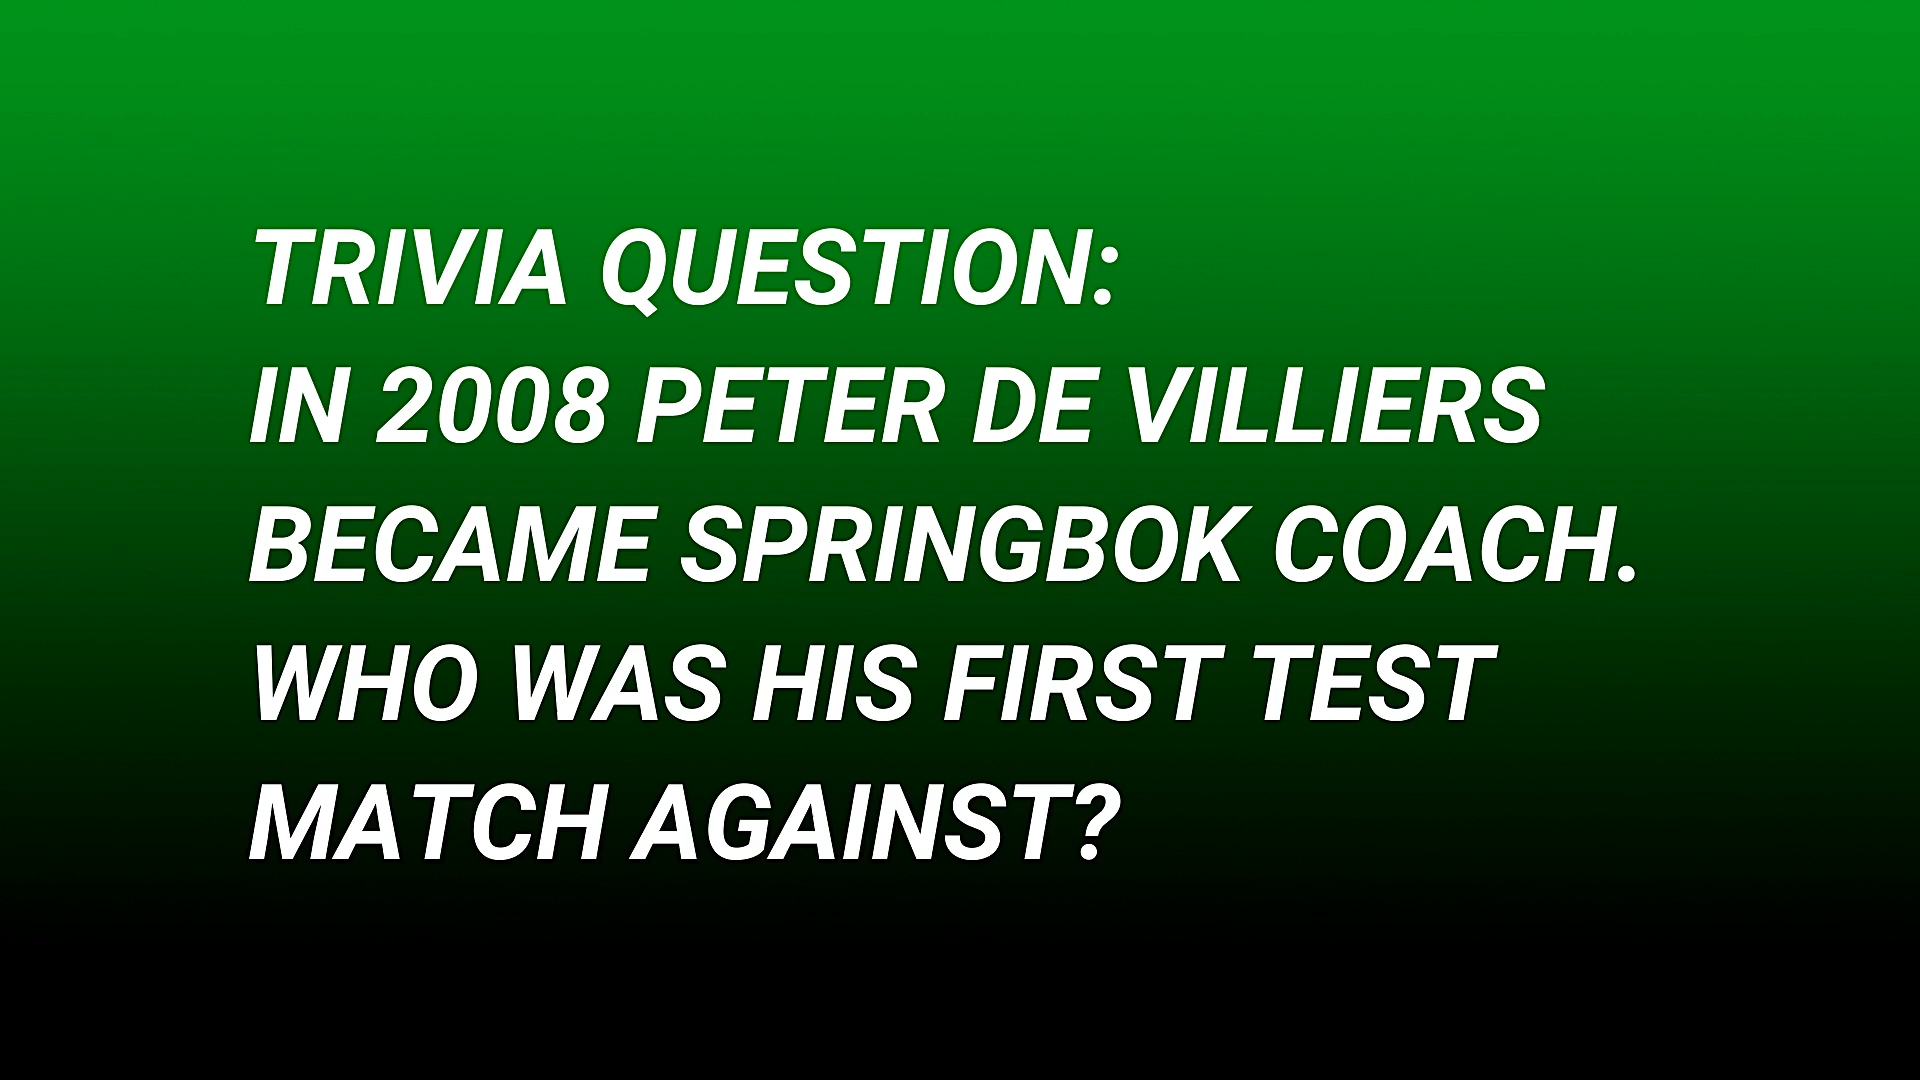 TRIVIA QUESTION:
IN 2008 PETER DE VILLIERS
BECAME SPRINGBOK COACH.
WHO WAS HIS FIRST TEST
MATCH AGAINST?